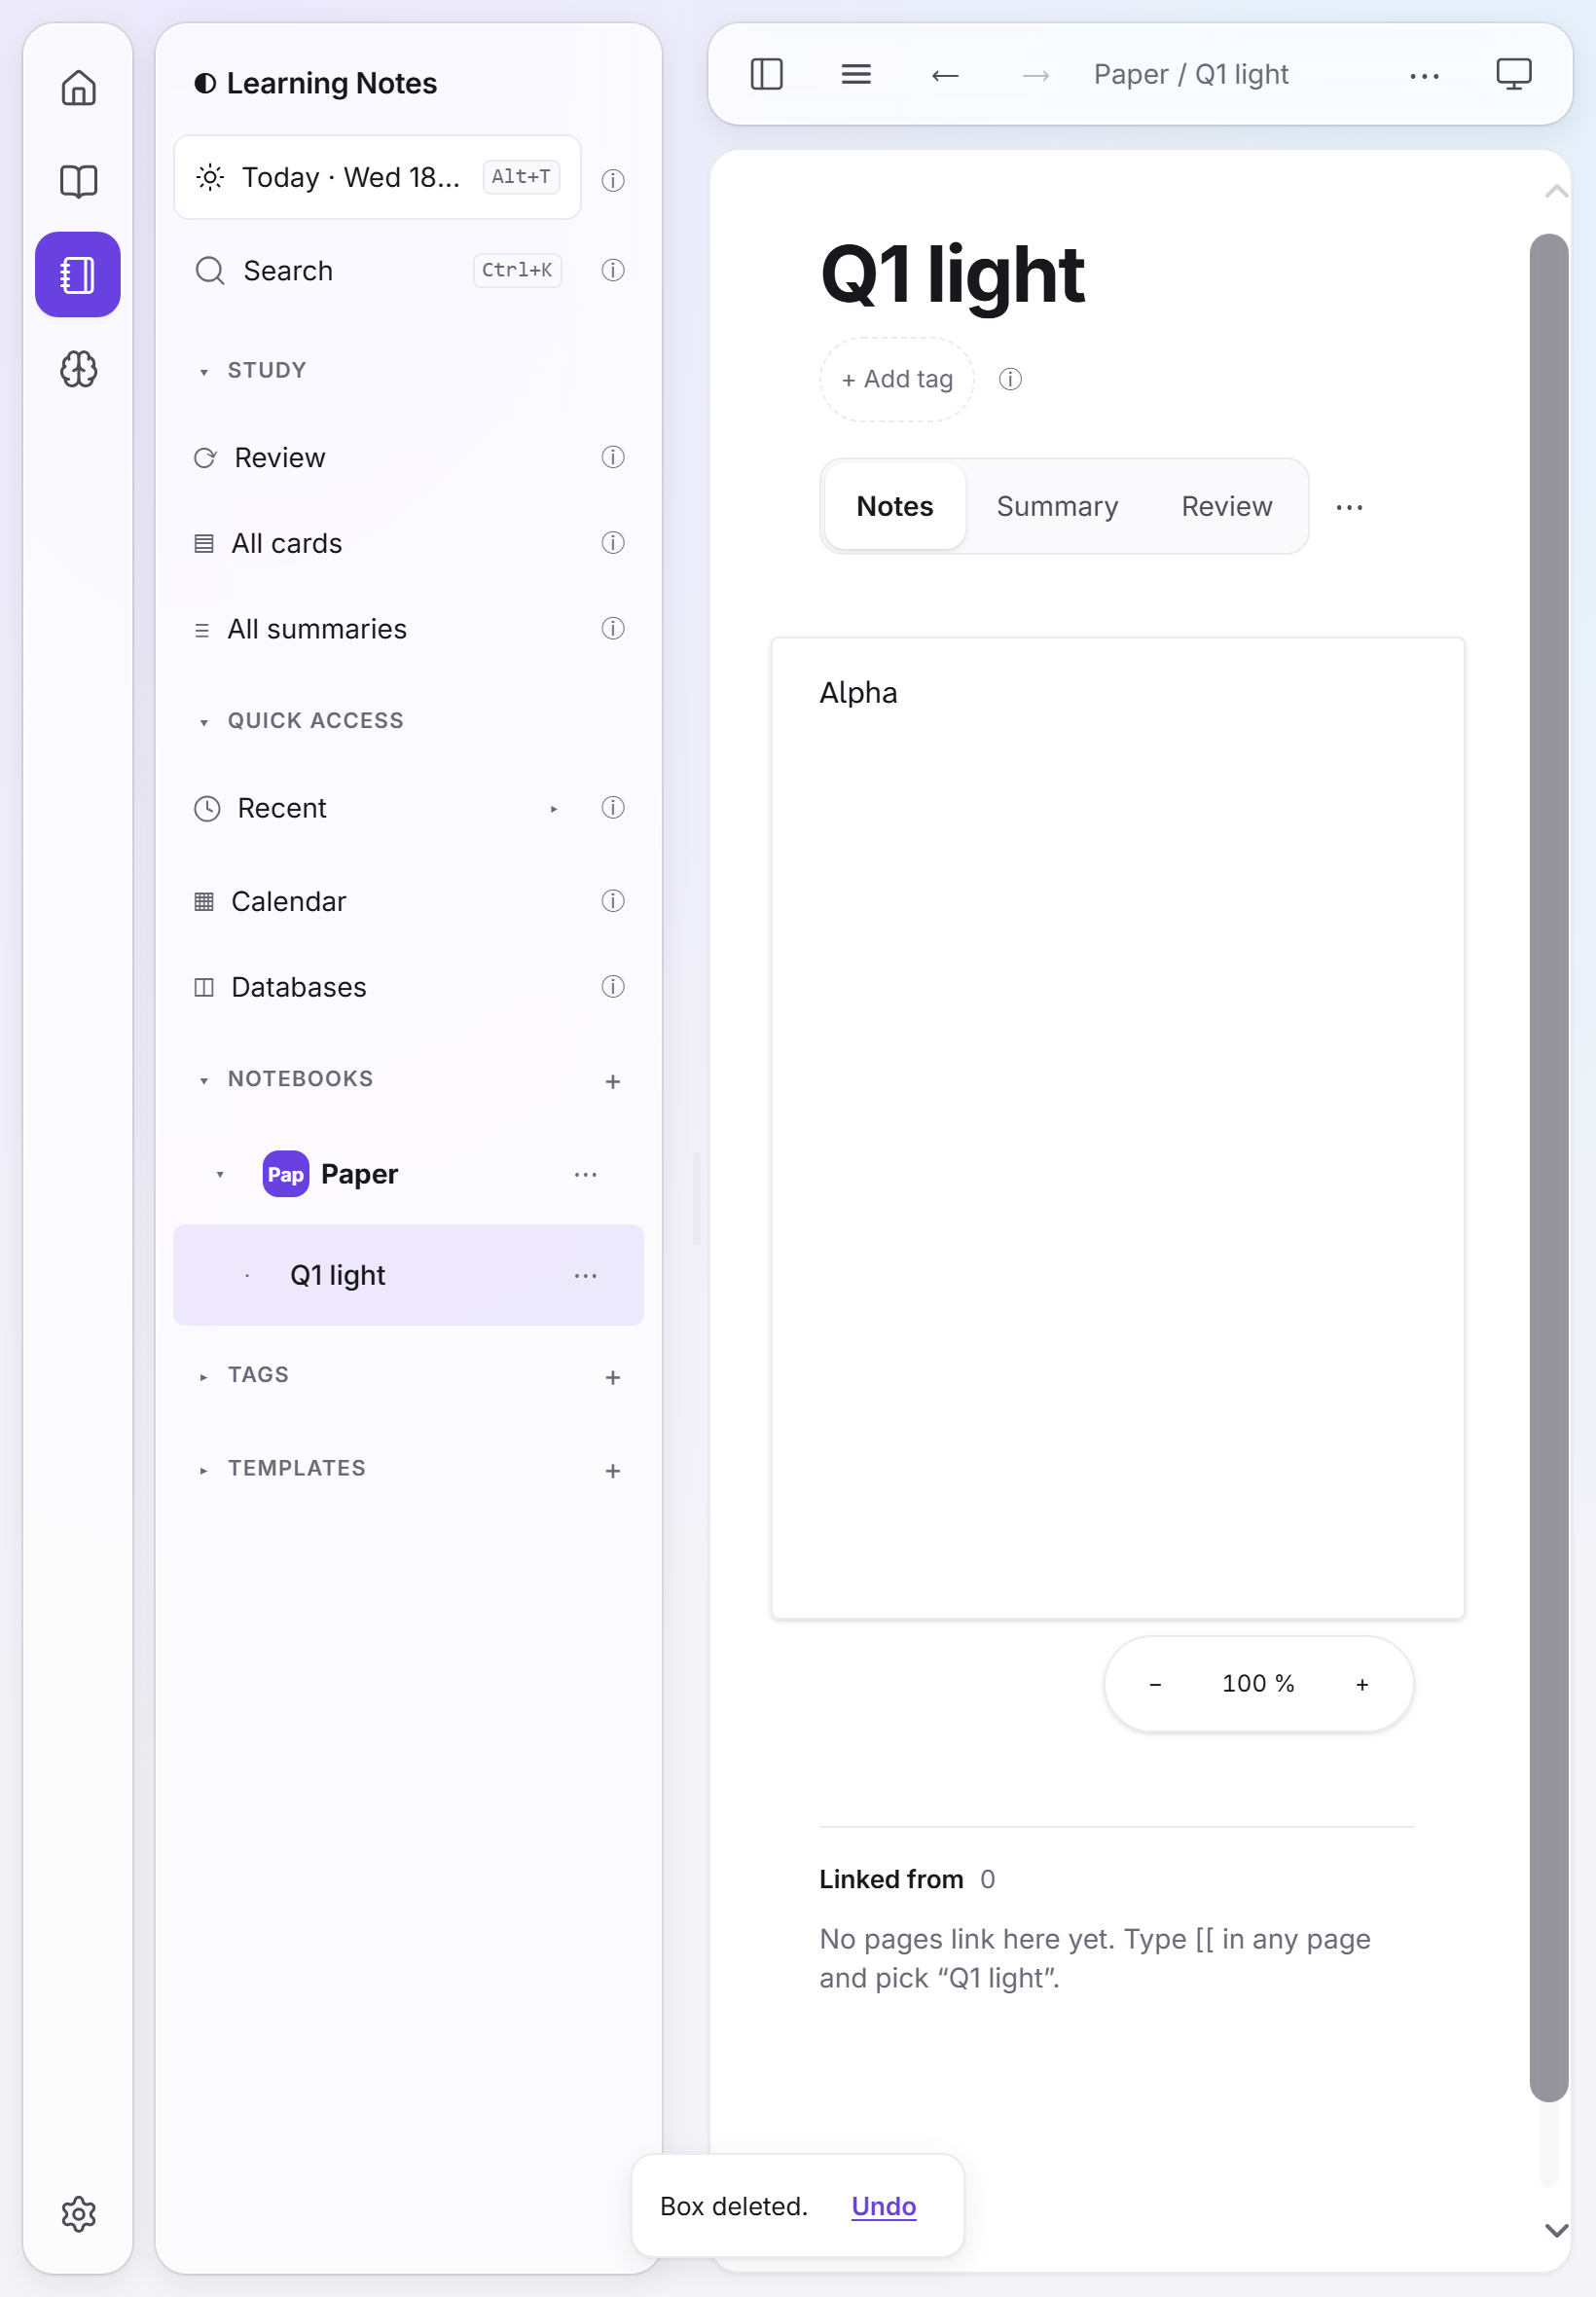 Learning Notes
Today · Wed 18... Alt+T
Search Ctrl+K
STUDY
Review
All cards
All summaries
QUICK ACCESS
Recent
Calendar
Databases
NOTEBOOKS +
Pap Paper ...
Q1 light ...
TAGS +
TEMPLATES +
Paper / Q1 light ...
Q1 light
+ Add tag
Notes Summary Review ...
Alpha
− 100 % +
Linked from 0
No pages link here yet. Type [[ in any page
and pick “Q1 light”.
Box deleted. Undo